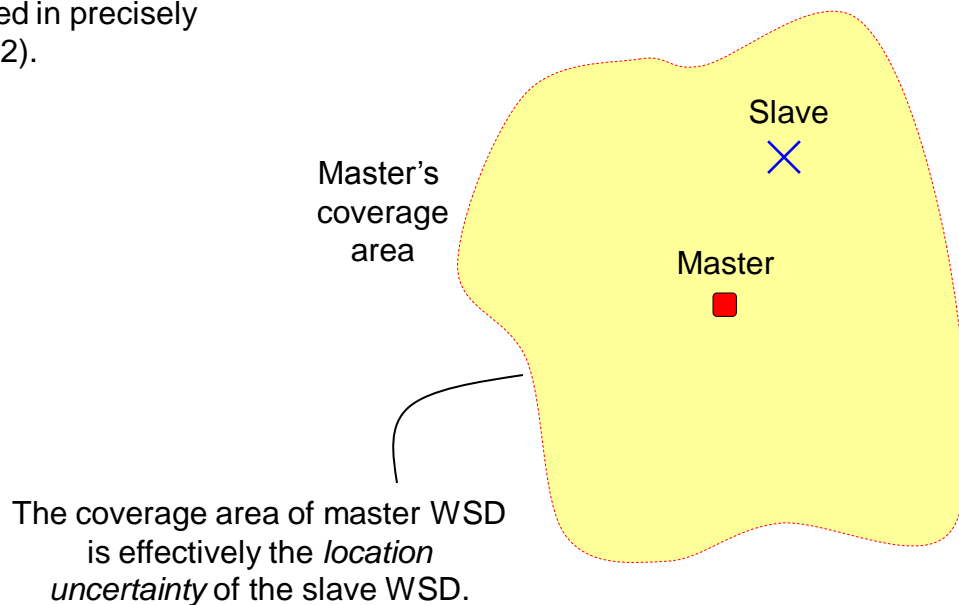 ed in precisely
2).
Slave
Master's
coverage
area
Master
The coverage area of master WSD
is effectively the location
uncertainty of the slave WSD.